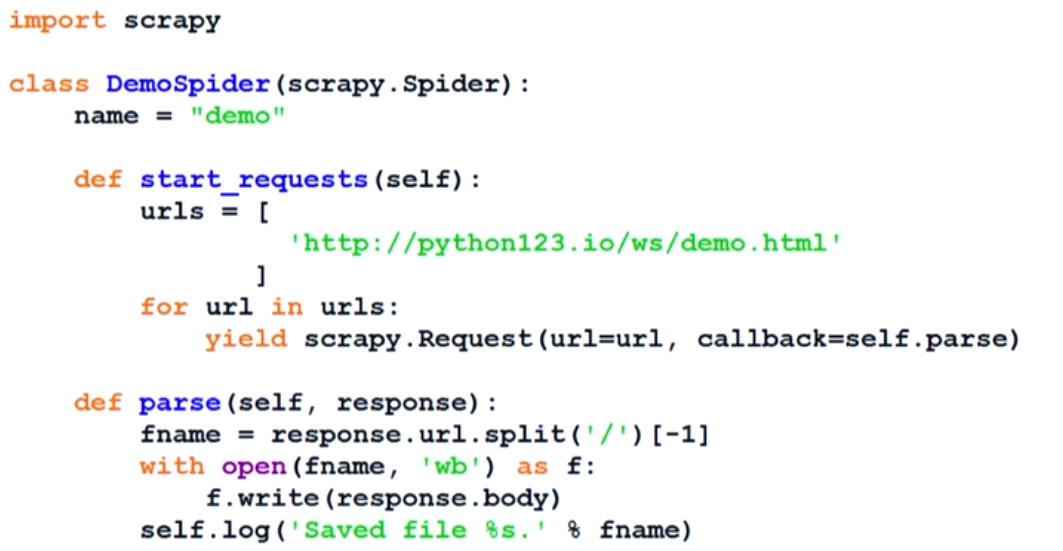 import scrapy
class DemoSpider(scrapy.Spider):
    name = "demo"
    def start_requests(self):
        urls = [
                 'http://python123.io/ws/demo.html'
               ]
        for url in urls:
            yield scrapy.Request(url=url, callback=self.parse)
    def parse(self, response):
        fname = response.url.split('/')[-1]
        with open(fname, 'wb') as f:
            f.write(response.body)
        self.log('Saved file %s.' % fname)